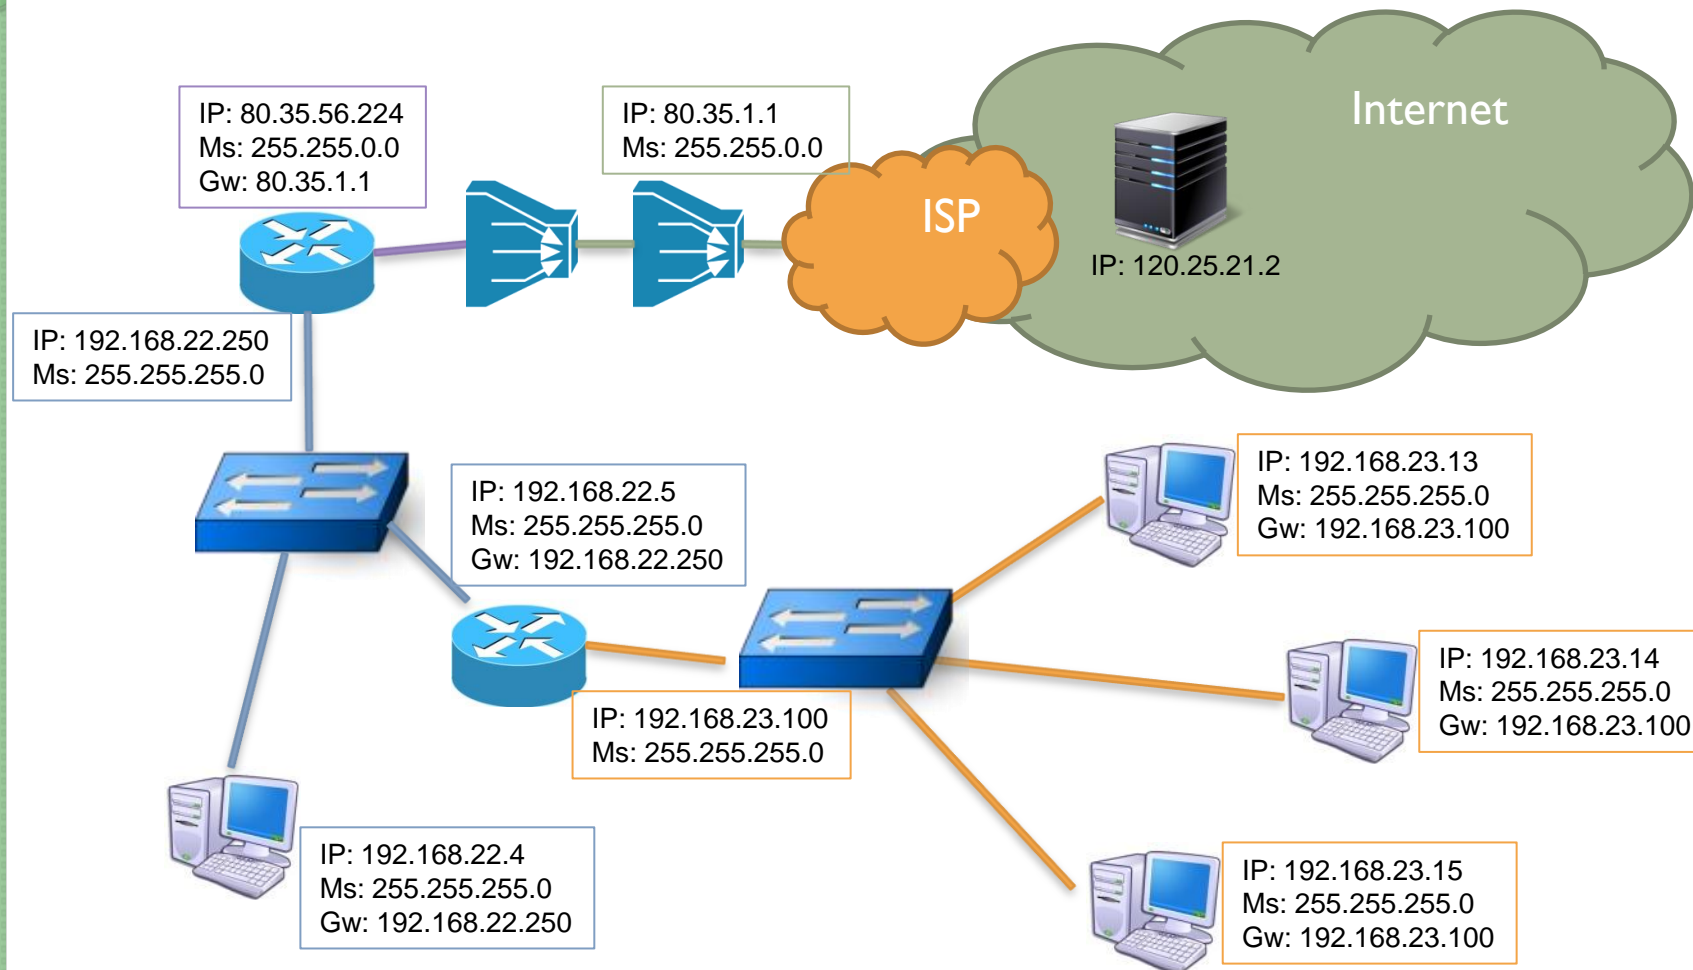 IP: 80.35.56.224
Ms: 255.255.0.0
Gw: 80.35.1.1
IP: 80.35.1.1
Ms: 255.255.0.0
Internet
ISP
IP: 120.25.21.2
IP: 192.168.22.250
Ms: 255.255.255.0
IP: 192.168.22.5
Ms: 255.255.255.0
Gw: 192.168.22.250
IP: 192.168.23.13
Ms: 255.255.255.0
Gw: 192.168.23.100
IP: 192.168.23.14
Ms: 255.255.255.0
Gw: 192.168.23.100
IP: 192.168.23.100
Ms: 255.255.255.0
IP: 192.168.22.4
Ms: 255.255.255.0
Gw: 192.168.22.250
IP: 192.168.23.15
Ms: 255.255.255.0
Gw: 192.168.23.100